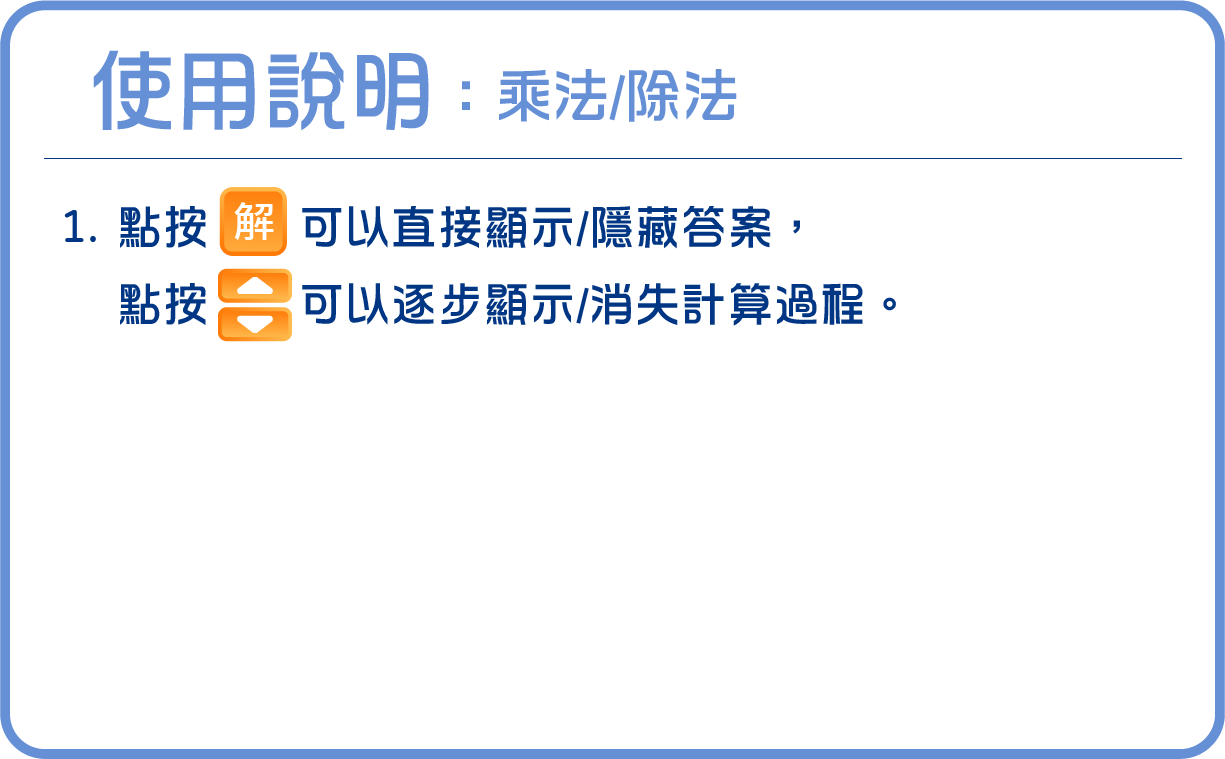 使用說明：乘法/除法
1. 點按 解 可以直接顯示/隱藏答案，
點按 可以逐步顯示/消失計算過程。